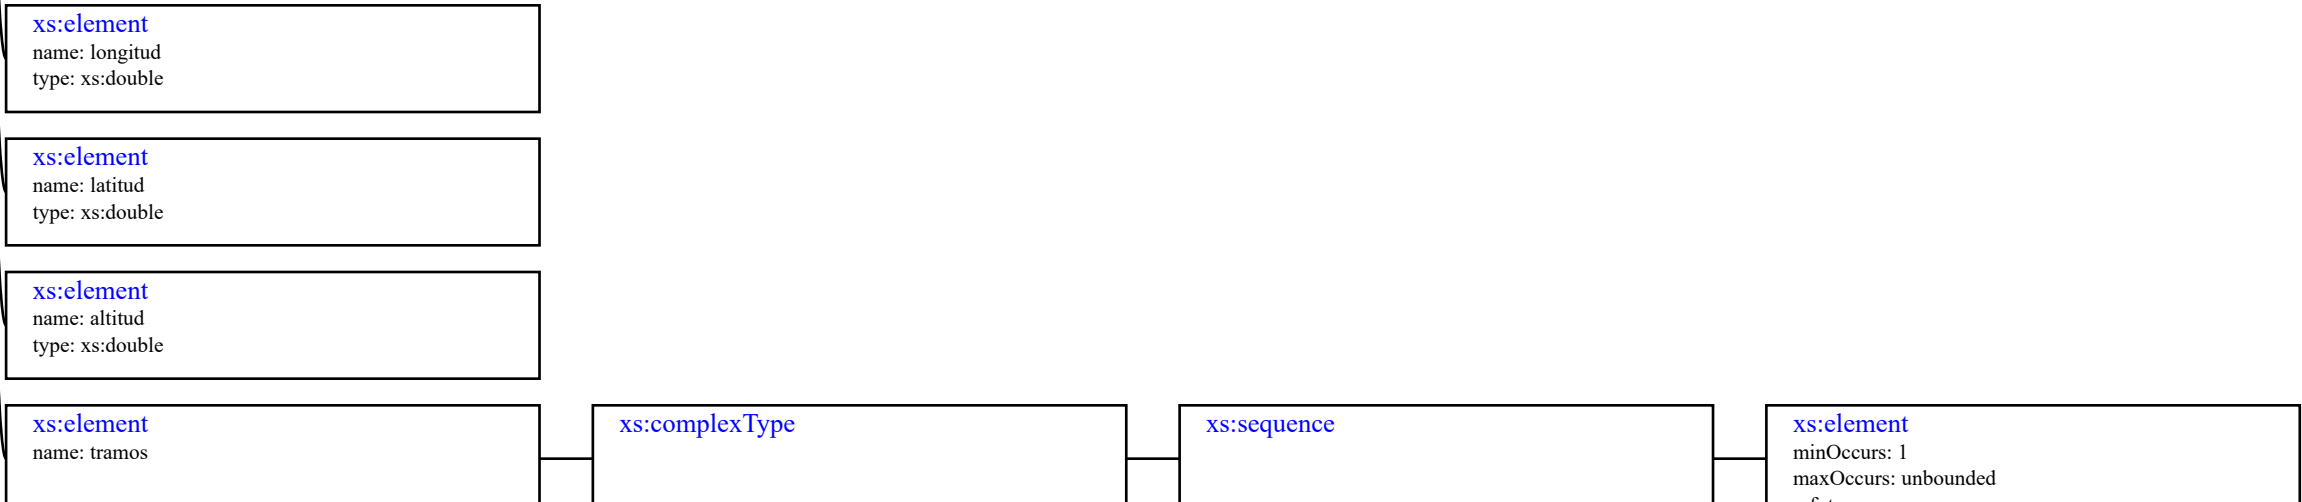 xs:element
name: longitud
type: xs:double
xs:element
name: latitud
type: xs:double
xs:element
name: altitud
type: xs:double
xs:element
name: tramos
xs:complexType
xs:sequence
xs:element
minOccurs: 1
maxOccurs: unbounded